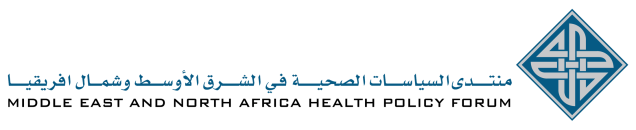 منتدى السياسات الصحية في الشرق الأوسط وشمال افريقيا
MIDDLE EAST AND NORTH AFRICA HEALTH POLICY FORUM